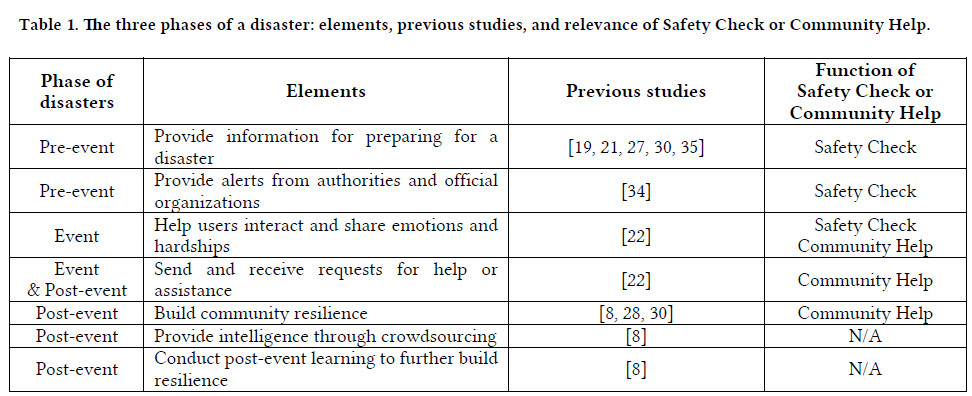 Table 1. The three phases of a disaster: elements, previous studies, and relevance of Safety Check or Community Help.
Phase of disasters Elements Previous studies Function of Safety Check or Community Help
Pre-event Provide information for preparing for a disaster [19, 21, 27, 30, 35] Safety Check
Pre-event Provide alerts from authorities and official organizations [34] Safety Check
Event Help users interact and share emotions and hardships [22] Safety Check Community Help
Event & Post-event Send and receive requests for help or assistance [22] Community Help
Post-event Build community resilience [8, 28, 30] Community Help
Post-event Provide intelligence through crowdsourcing [8] N/A
Post-event Conduct post-event learning to further build resilience [8] N/A